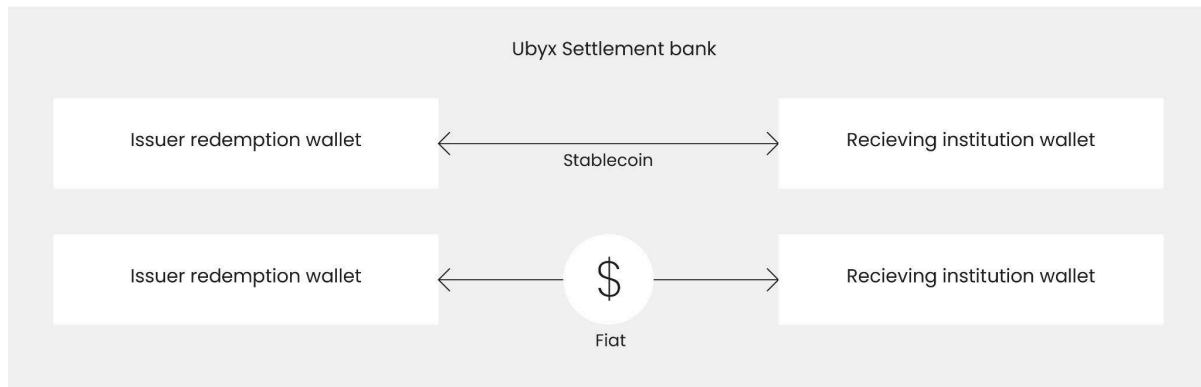 Ubyx Settlement bank
Issuer redemption wallet
Stablecoin
Recieving institution wallet
Issuer redemption wallet
$
Fiat
Recieving institution wallet